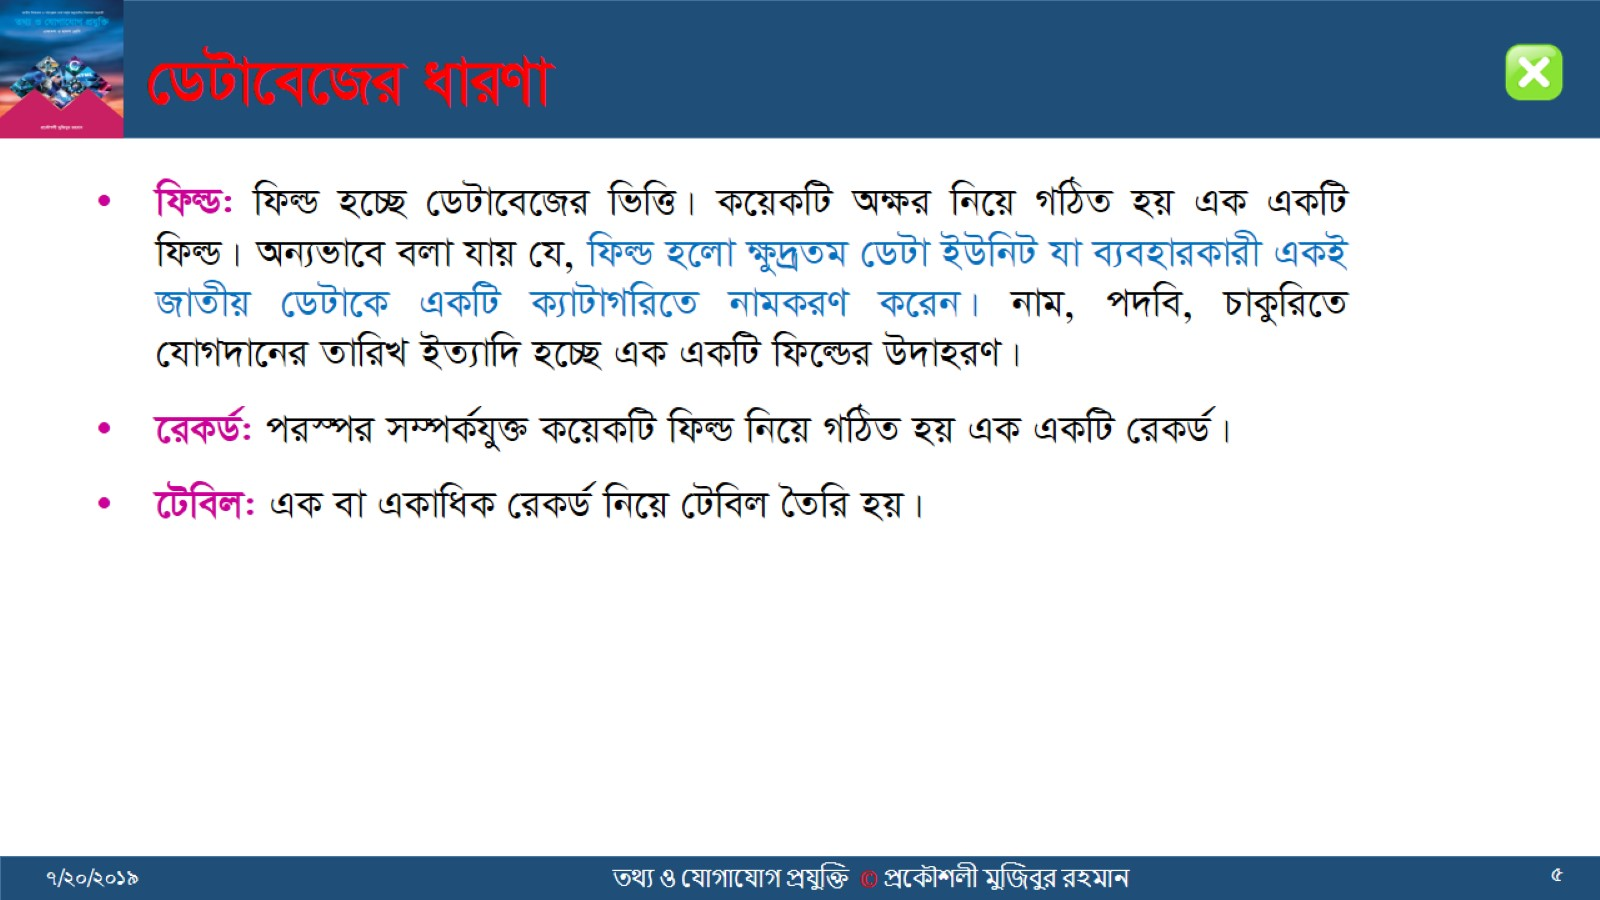 তথ্য ও যোগাযোগ প্রযুক্তি
ডেটাবেজের ধারণা
• ফিল্ড: ফিল্ড হচ্ছে ডেটাবেজের ভিত্তি। কয়েকটি অক্ষর নিয়ে গঠিত হয় এক একটি
ফিল্ড। অন্যভাবে বলা যায় যে, ফিল্ড হলো ক্ষুদ্রতম ডেটা ইউনিট যা ব্যবহারকারী একই
জাতীয় ডেটাকে একটি ক্যাটাগরিতে নামকরণ করেন। নাম, পদবি, চাকুরিতে
যোগদানের তারিখ ইত্যাদি হচ্ছে এক একটি ফিল্ডের উদাহরণ।
• রেকর্ড: পরস্পর সম্পর্কযুক্ত কয়েকটি ফিল্ড নিয়ে গঠিত হয় এক একটি রেকর্ড।
• টেবিল: এক বা একাধিক রেকর্ড নিয়ে টেবিল তৈরি হয়।
৭/২০/২০১৯
তথ্য ও যোগাযোগ প্রযুক্তি © প্রকৌশলী মুজিবুর রহমান
৫